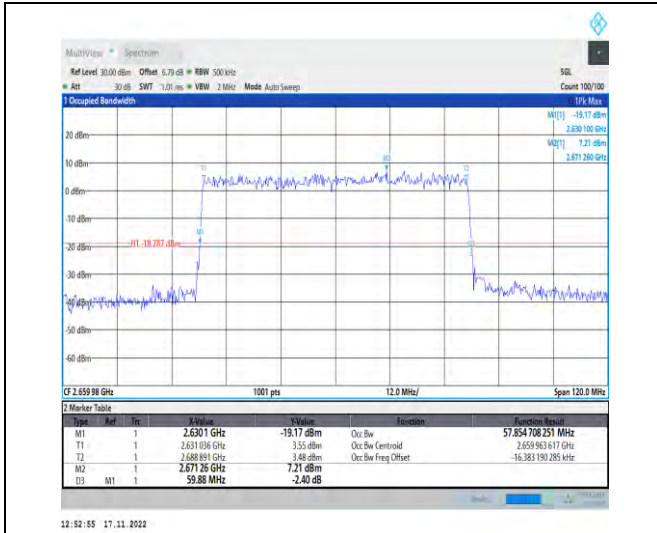 MultiView Spectrum
Ref Level 30.00 dBm Offset 6.79 dB RBW 500 kHz SGL
Att 30 dB SWT 1.01 ms VBW 2 MHz Mode Auto Sweep Count 100/100
1 Occupied Bandwidth 1Pk Max
M1[1] -19.17 dBm
2.630 100 GHz
M2[1] 7.21 dBm
2.671 260 GHz
20 dBm
10 dBm
0 dBm
-10 dBm
-20 dBm
-30 dBm
-40 dBm
-50 dBm
-60 dBm
H1 -18.787 dBm
T1
M2
T2
M1
CF 2.659 98 GHz 1001 pts 12.0 MHz/ Span 120.0 MHz
2 Marker Table
Type Ref Trc X-Value Y-Value Function Function Result
M1 1 2.6301 GHz -19.17 dBm Occ Bw 57.854 708 251 MHz
T1 1 2.631 036 GHz 3.55 dBm Occ Bw Centroid 2.659 963 617 GHz
T2 1 2.688 891 GHz 3.48 dBm Occ Bw Freq Offset -16.383 190 285 kHz
M2 1 2.671 26 GHz 7.21 dBm
D3 M1 1 59.88 MHz -2.40 dB
12:52:55 17.11.2022